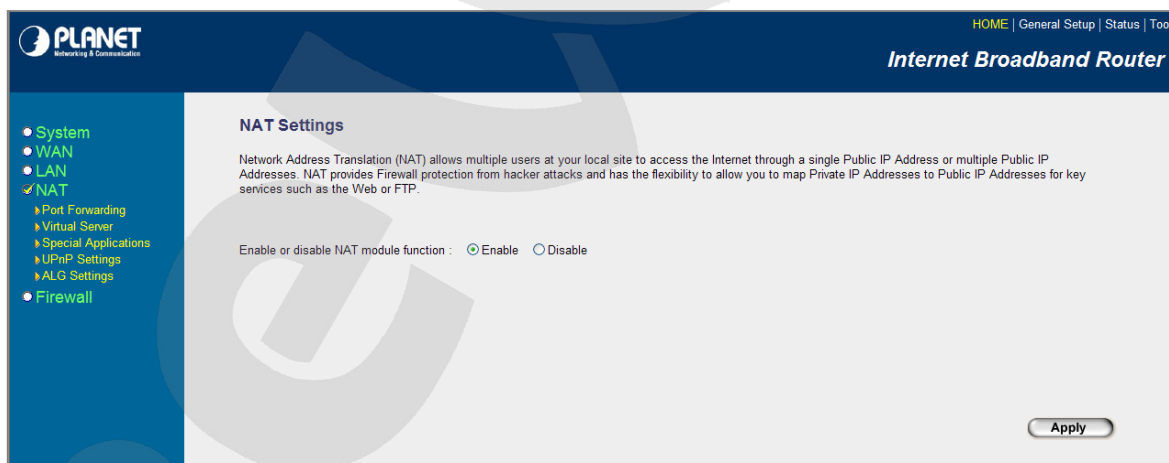 PLANET
Networking & Communication
HOME | General Setup | Status | Too
Internet Broadband Router
System
WAN
LAN
NAT
Port Forwarding
Virtual Server
Special Applications
UPnP Settings
ALG Settings
Firewall
NAT Settings
Network Address Translation (NAT) allows multiple users at your local site to access the Internet through a single Public IP Address or multiple Public IP
Addresses. NAT provides Firewall protection from hacker attacks and has the flexibility to allow you to map Private IP Addresses to Public IP Addresses for key
services such as the Web or FTP.
Enable or disable NAT module function : Enable Disable
Apply